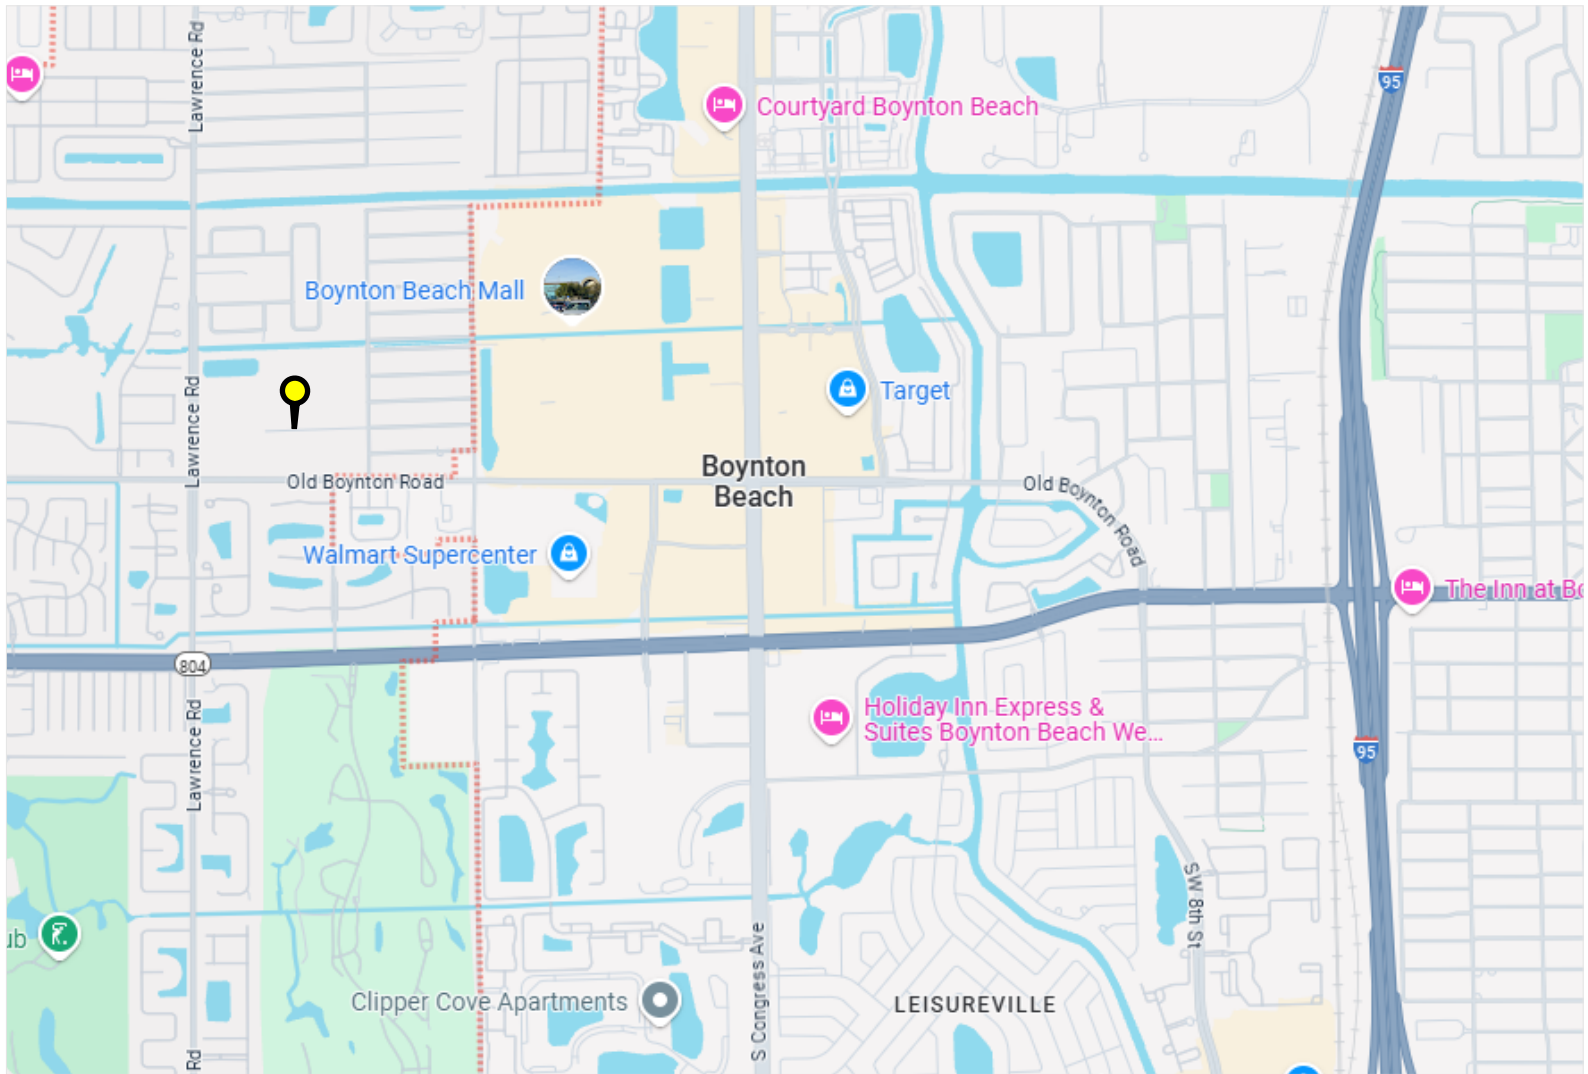 Lawrence Rd
95
Courtyard Boynton Beach
Boynton Beach Mall
Lawrence Rd
Target
Boynton
Beach
Old Boynton Road
Old Boynton Road
Walmart Supercenter
The Inn at Bo
804
Lawrence Rd
Holiday Inn Express &
Suites Boynton Beach We...
95
SW 8th St
ub
S Congress Ave
Clipper Cove Apartments
LEISUREVILLE
Rd